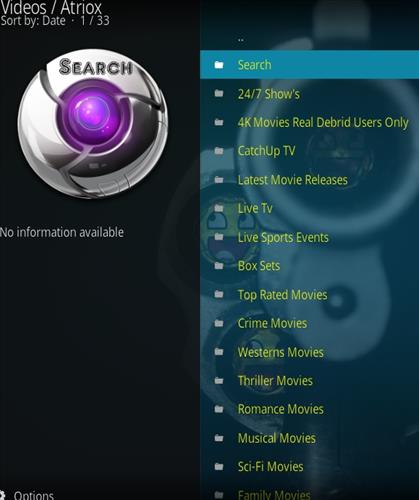 Videos / Atriox
Sort by: Date · 1 / 33
SEARCH
No information available
Options
..
Search
24/7 Show's
4K Movies Real Debrid Users Only
CatchUp TV
Latest Movie Releases
Live Tv
Live Sports Events
Box Sets
Top Rated Movies
Crime Movies
Westerns Movies
Thriller Movies
Romance Movies
Musical Movies
Sci-Fi Movies
Family Movies